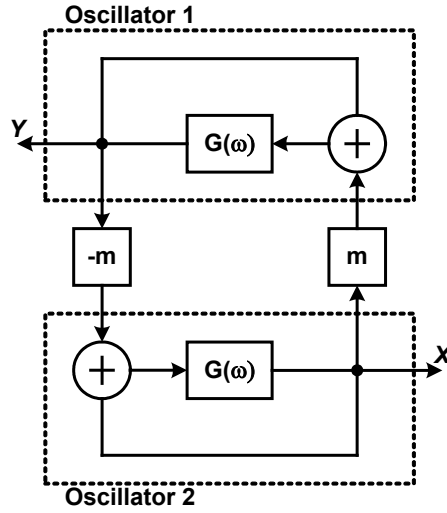 Oscillator 1
Y
G(ω)
+
-m
m
+
G(ω)
X
Oscillator 2